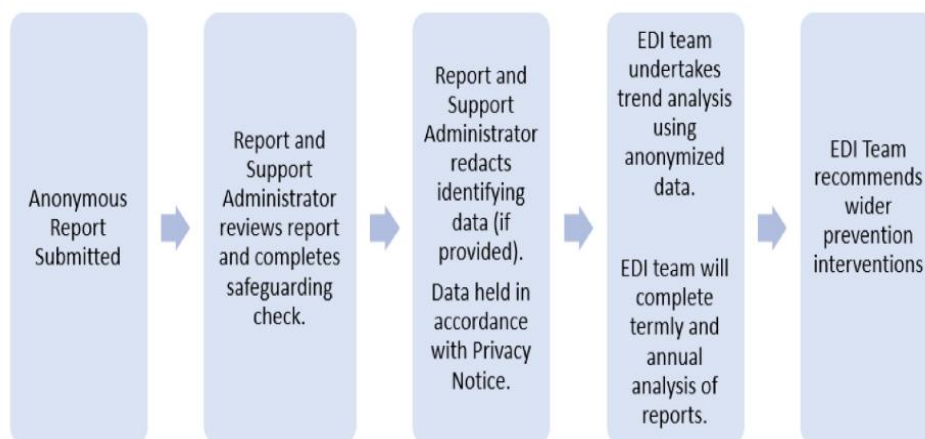 Anonymous
Report
Submitted
Report and
Support
Administrator
reviews report
and completes
safeguarding
check.
Report and
Support
Administrator
redacts
identifying
data (if
provided).
Data held in
accordance
with Privacy
Notice.
EDI team
undertakes
trend analysis
using
anonymized
data.
EDI team will
complete
termly and
annual
analysis of
reports.
EDI Team
recommends
wider
prevention
interventions